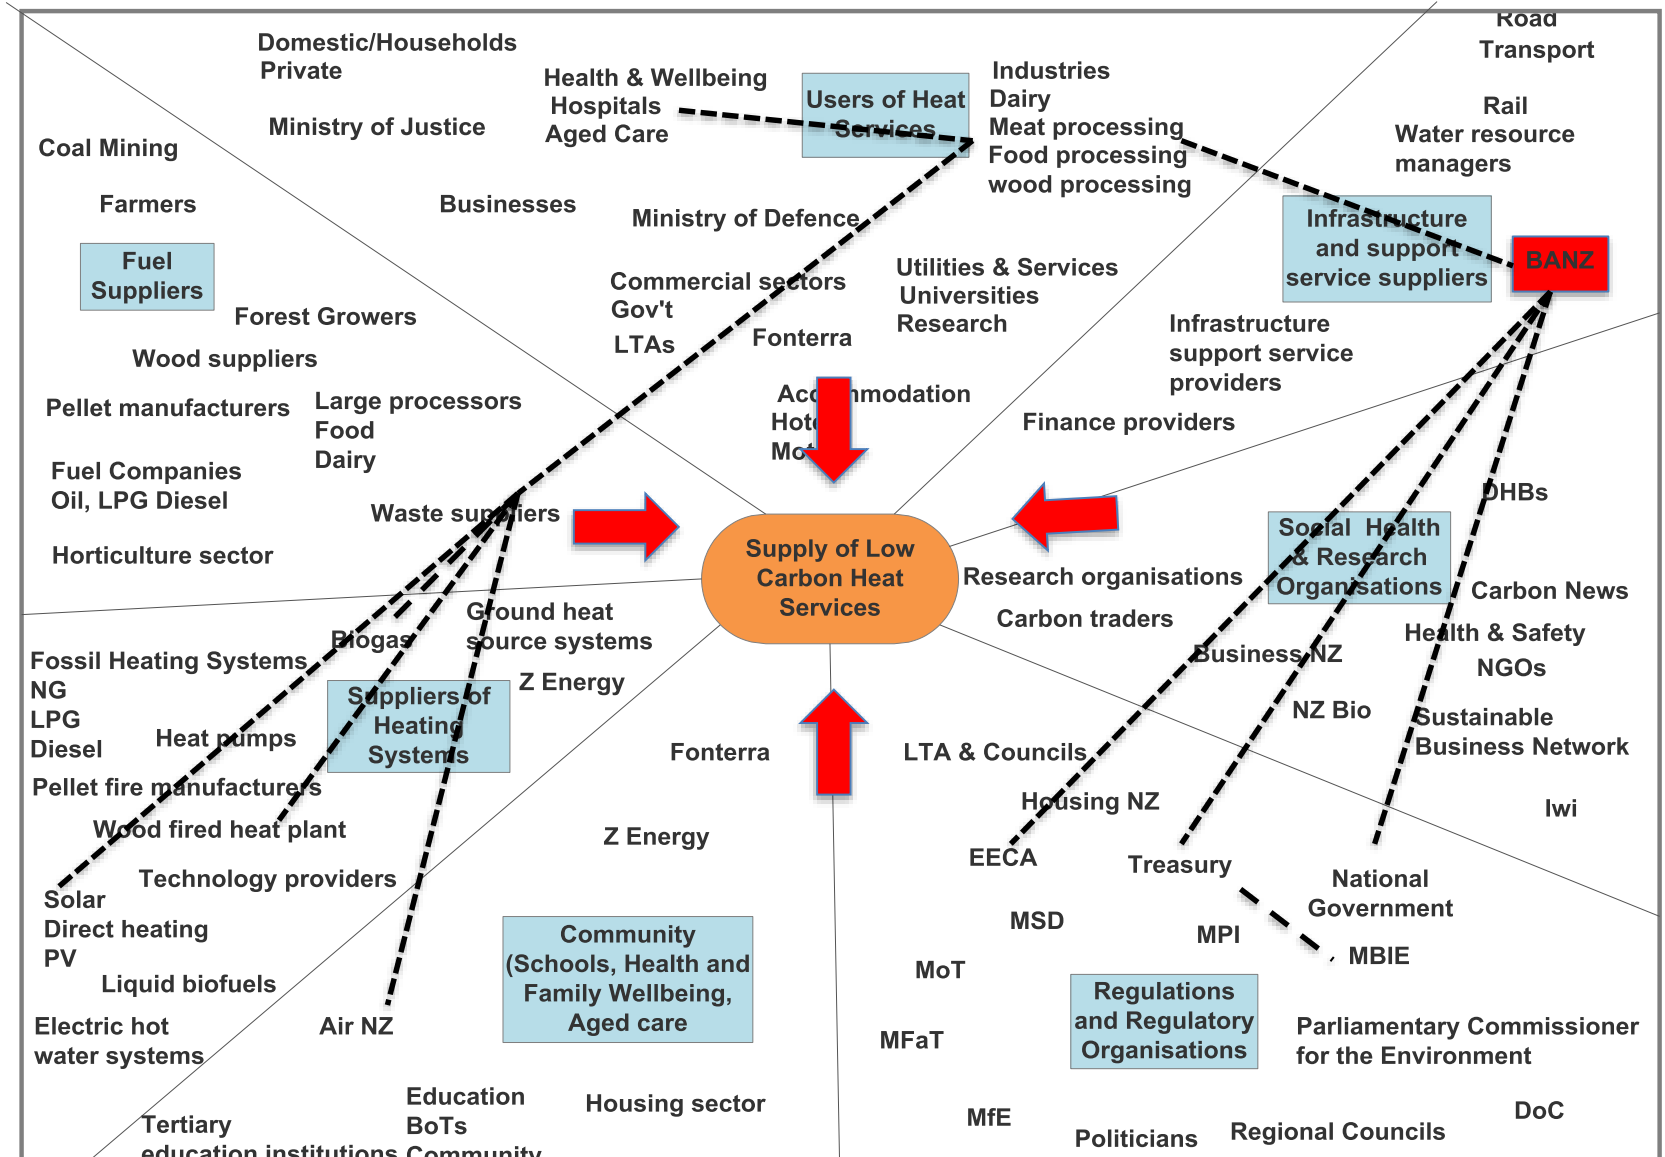 Road
Transport
Rail
Water resource
managers
Domestic/Households
Private
Health & Wellbeing
Hospitals
Aged Care
Users of Heat
Services
Industries
Dairy
Meat processing
Food processing
wood processing
Ministry of Justice
Coal Mining
Farmers
Businesses
Ministry of Defence
Fuel
Suppliers
Infrastructure
and support
service suppliers
BANZ
Commercial sectors
Gov't
LTAs
Utilities & Services
Universities
Research
Fonterra
Infrastructure
support service
providers
Forest Growers
Wood suppliers
Pellet manufacturers
Large processors
Food
Dairy
Accommodation
Finance providers
Fuel Companies
Oil, LPG Diesel
Waste suppliers
Horticulture sector
DHBs
Supply of Low
Carbon Heat
Services
Social Health
& Research
Organisations
Research organisations
Carbon traders
Carbon News
Health & Safety
NGOs
Business NZ
NZ Bio
Sustainable
Business Network
Iwi
Ground heat
source systems
Biogas
Z Energy
Fossil Heating Systems
NG
LPG
Diesel
Suppliers of
Heating
Systems
Heat pumps
Pellet fire manufacturers
Wood fired heat plant
Technology providers
Solar
Direct heating
PV
Liquid biofuels
Electric hot
water systems
Air NZ
Fonterra
Z Energy
Community
(Schools, Health and
Family Wellbeing,
Aged care
Education
BoTs
Community
Tertiary
education institutions
Housing sector
LTA & Councils
Housing NZ
EECA
Treasury
National
Government
MSD
MPI
MBIE
MoT
Regulations
and Regulatory
Organisations
MFaT
Parliamentary Commissioner
for the Environment
MfE
Politicians
Regional Councils
DoC